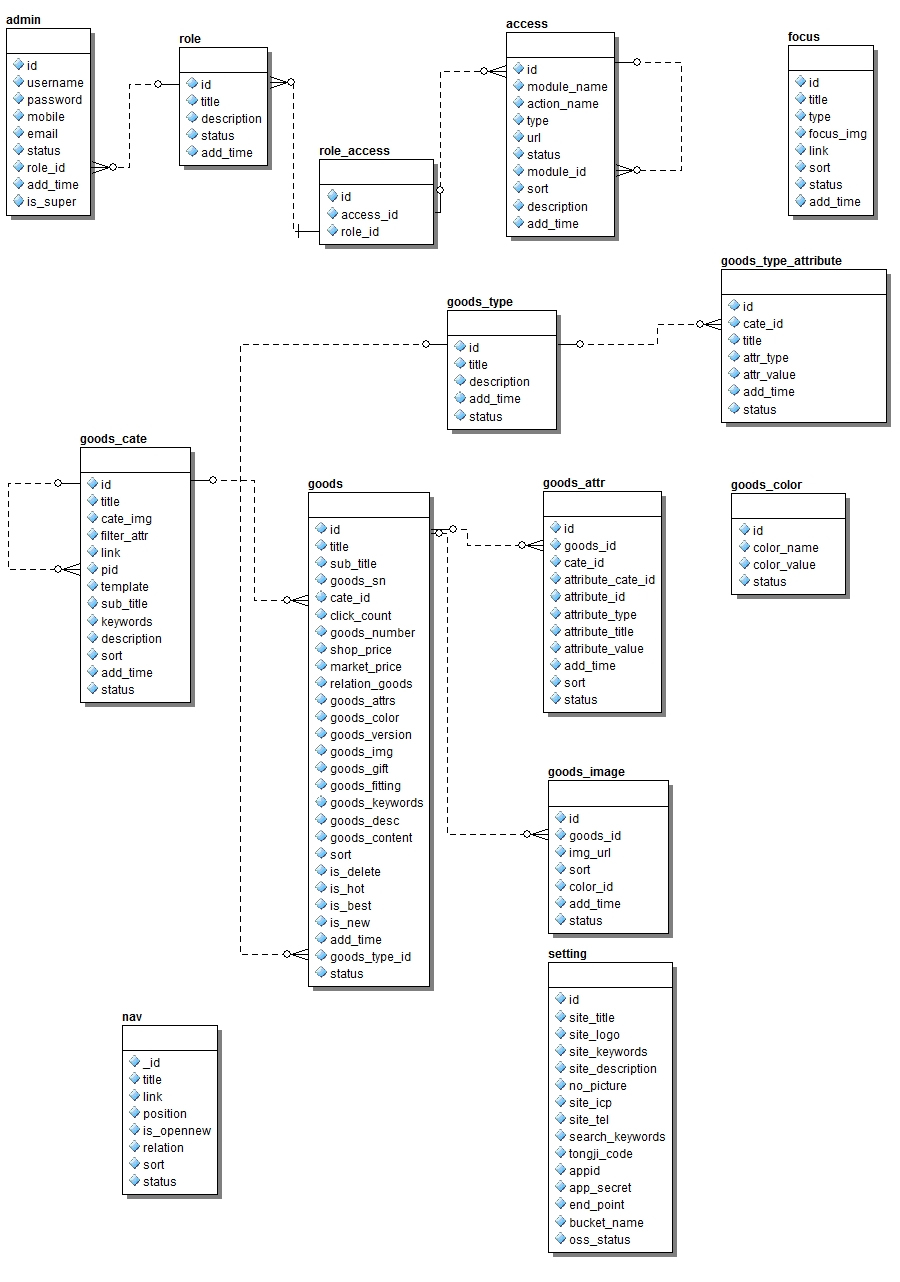 admin
id
username
password
mobile
email
status
role_id
add_time
is_super
role
id
title
description
status
add_time
role_access
id
access_id
role_id
access
id
module_name
action_name
type
url
status
module_id
sort
description
add_time
focus
id
title
type
focus_img
link
sort
status
add_time
goods_type
id
title
description
add_time
status
goods_type_attribute
id
cate_id
title
attr_type
attr_value
add_time
status
goods_cate
id
title
cate_img
filter_attr
link
pid
template
sub_title
keywords
description
sort
add_time
status
goods
id
title
sub_title
goods_sn
cate_id
click_count
goods_number
shop_price
market_price
relation_goods
goods_attrs
goods_color
goods_version
goods_img
goods_gift
goods_fitting
goods_keywords
goods_desc
goods_content
sort
is_delete
is_hot
is_best
is_new
add_time
goods_type_id
status
goods_attr
id
goods_id
cate_id
attribute_cate_id
attribute_id
attribute_type
attribute_title
attribute_value
add_time
sort
status
goods_color
id
color_name
color_value
status
goods_image
id
goods_id
img_url
sort
color_id
add_time
status
setting
id
site_title
site_logo
site_keywords
site_description
no_picture
site_icp
site_tel
search_keywords
tongji_code
appid
app_secret
end_point
bucket_name
oss_status
nav
_id
title
link
position
is_opennew
relation
sort
status